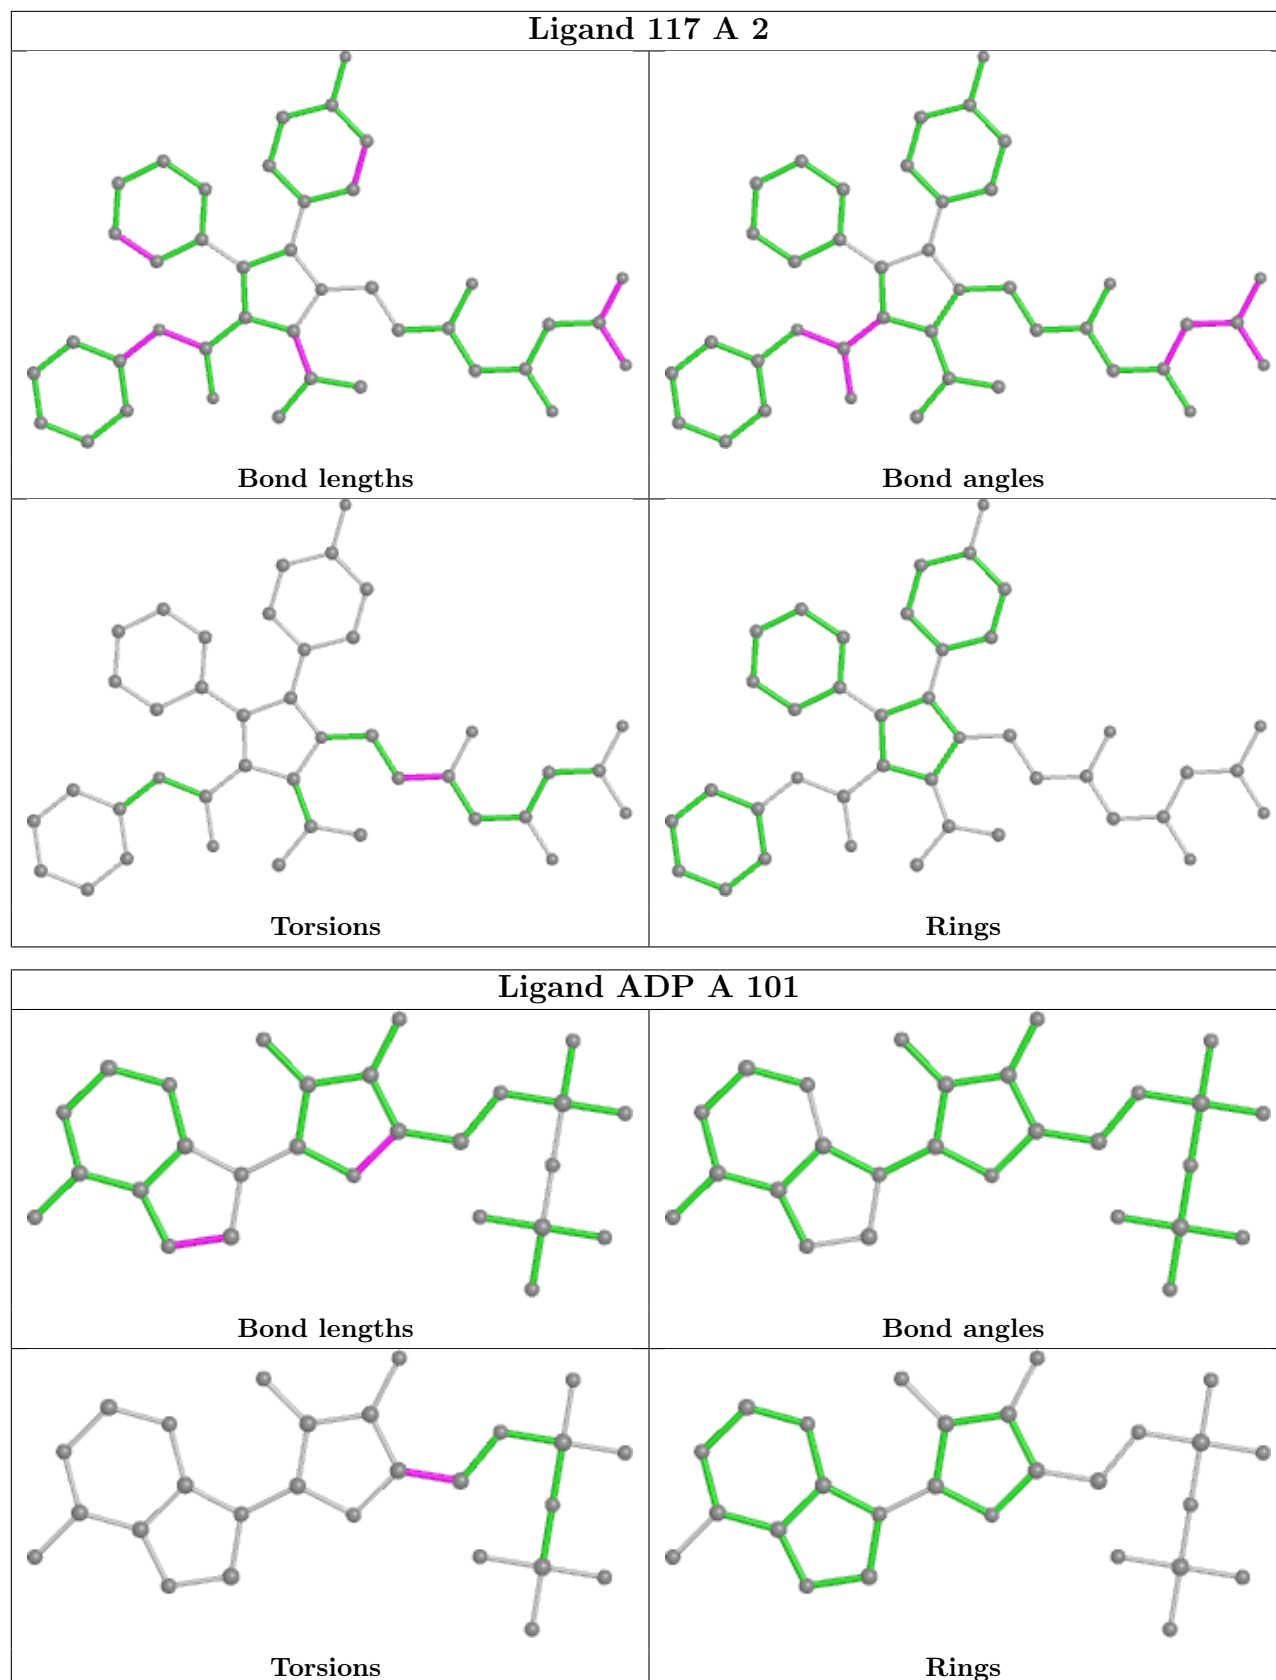 Ligand 117 A 2
Bond lengths
Bond angles
Torsions
Rings
Ligand ADP A 101
Bond lengths
Bond angles
Torsions
Rings